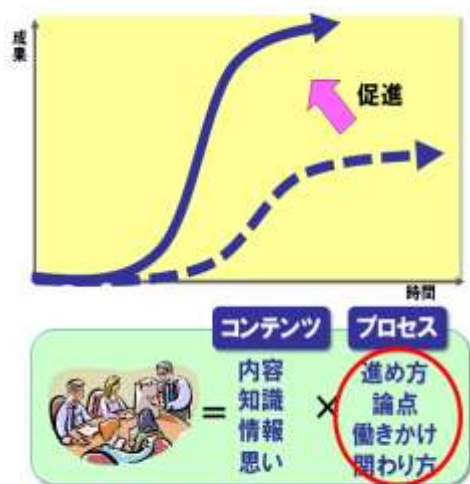 成果
促進
時間
コンテンツ
プロセス
=
内容
知識
情報
思い
×
進め方
論点
働きかけ
関わり方